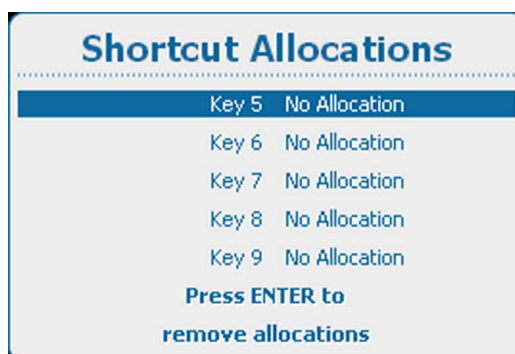 Shortcut Allocations
Key 5 No Allocation
Key 6 No Allocation
Key 7 No Allocation
Key 8 No Allocation
Key 9 No Allocation
Press ENTER to
remove allocations